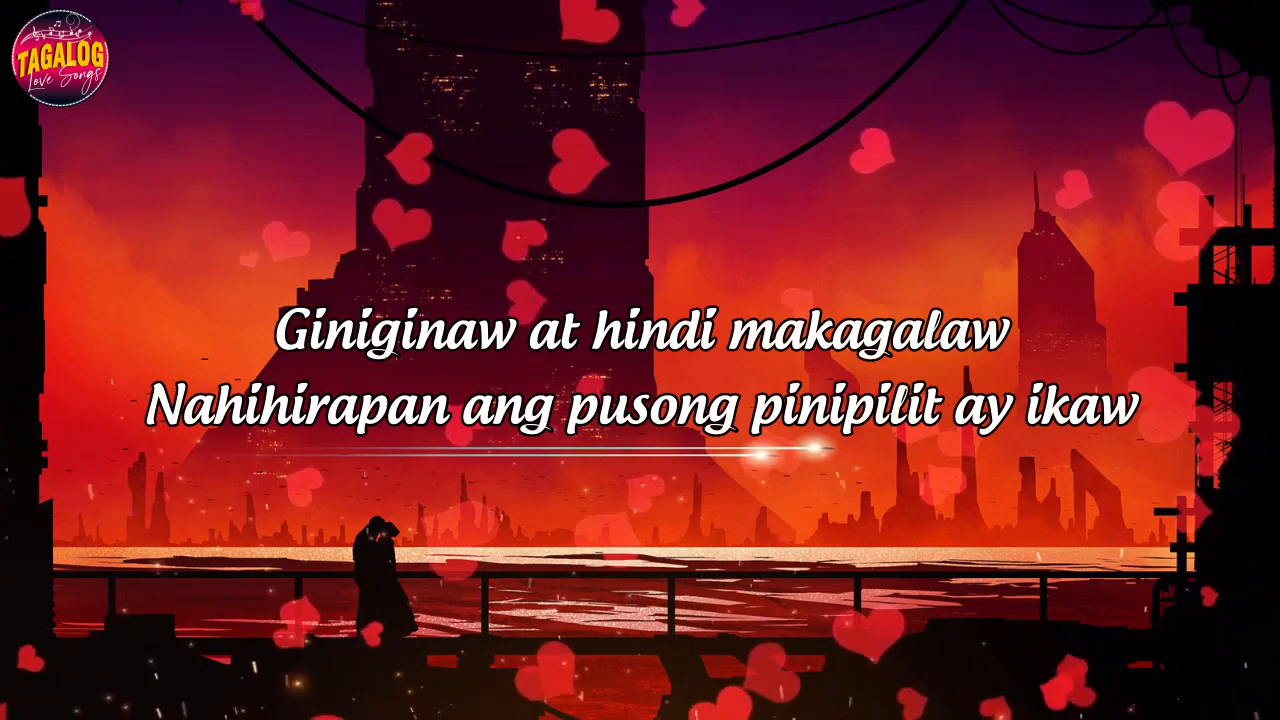 TAGALOG
Love Songs
Giniginaw at hindi makagalaw
Nahihirapan ang pusong pinipilit ay ikaw